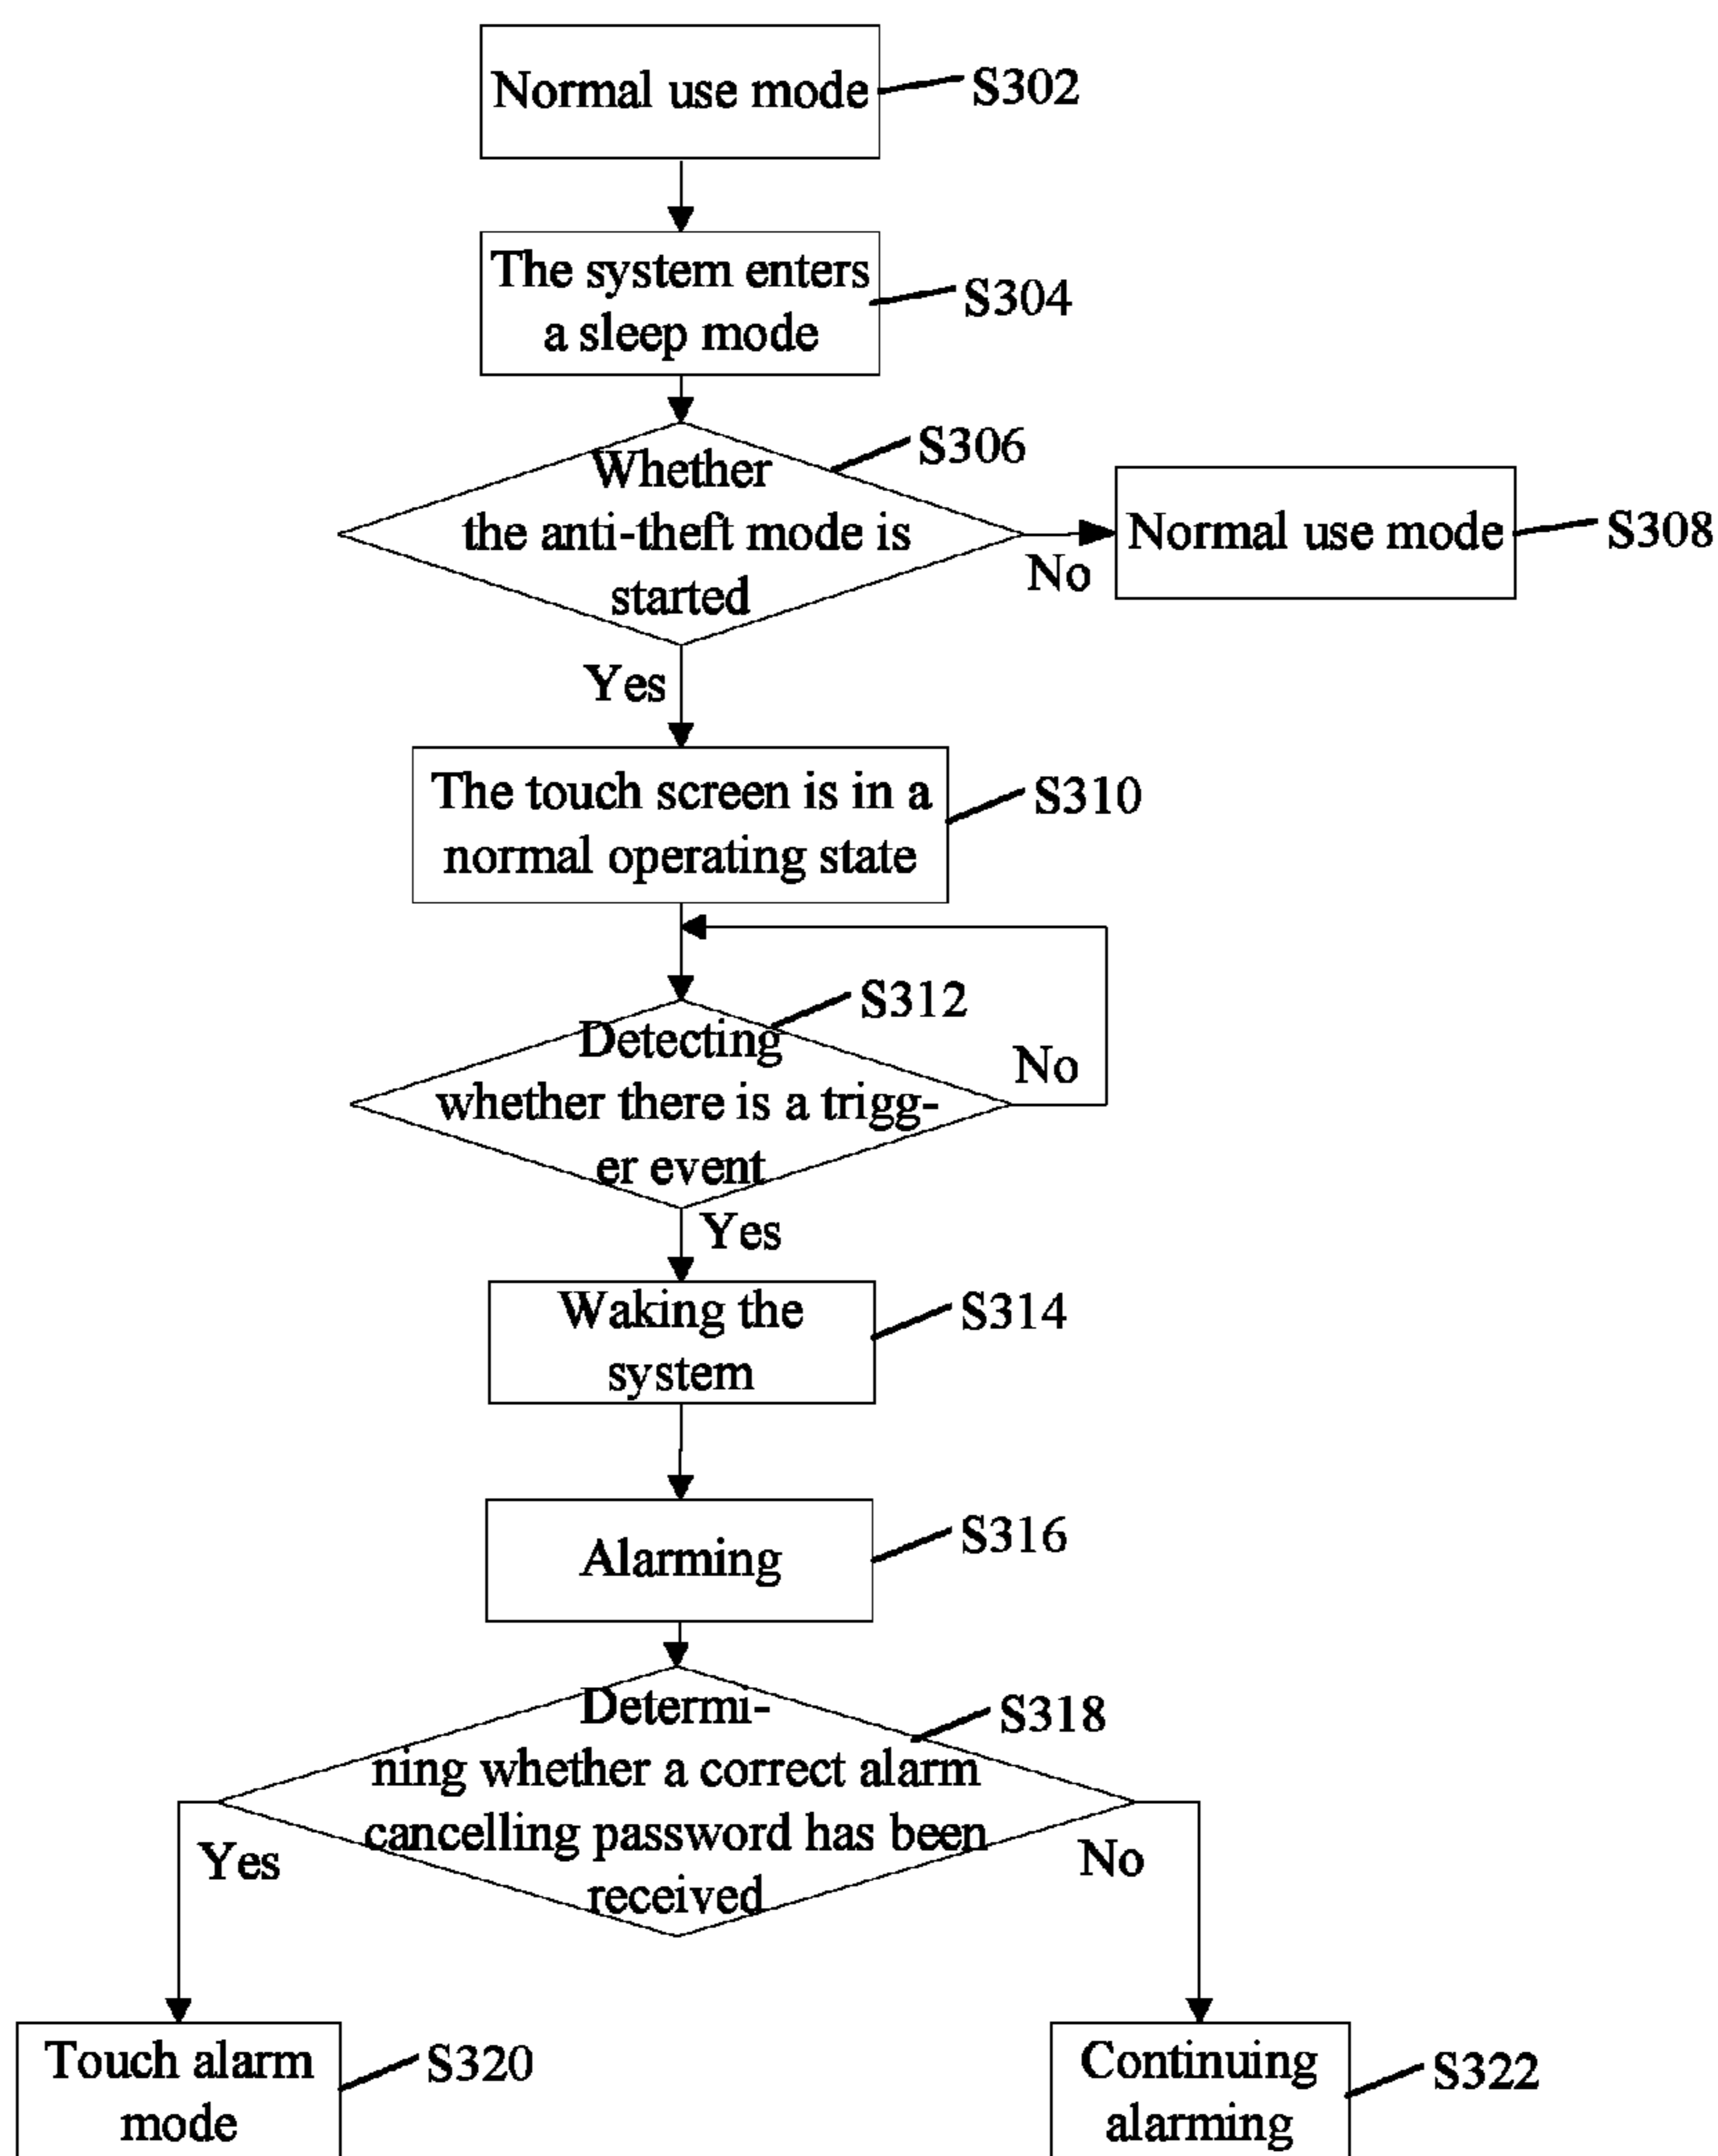 Normal use mode
S302
The system enters
a sleep mode
S304
Whether
the anti-theft mode is
started
S306
No
Normal use mode
S308
Yes
The touch screen is in a
normal operating state
S310
Detecting
whether there is a trigg-
er event
S312
No
Yes
Waking the
system
S314
Alarming
S316
Determi-
ning whether a correct alarm
cancelling password has been
received
S318
Yes
No
Touch alarm
mode
S320
Continuing
alarming
S322